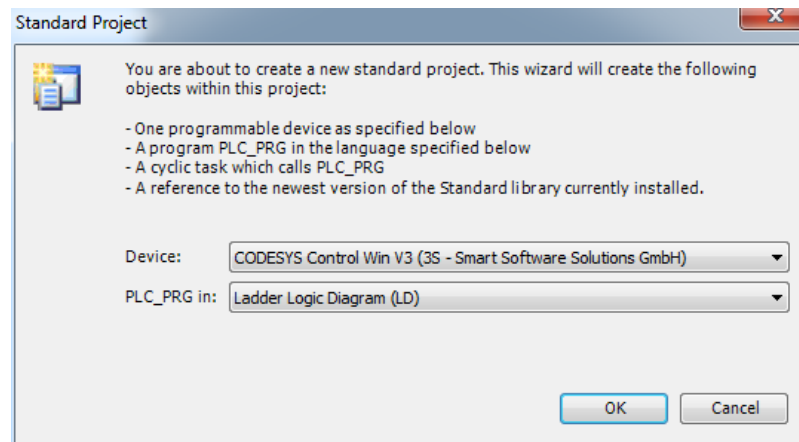 Standard Project
You are about to create a new standard project. This wizard will create the following
objects within this project:
- One programmable device as specified below
- A program PLC_PRG in the language specified below
- A cyclic task which calls PLC_PRG
- A reference to the newest version of the Standard library currently installed.
Device: CODESYS Control Win V3 (3S - Smart Software Solutions GmbH)
PLC_PRG in: Ladder Logic Diagram (LD)
OK Cancel